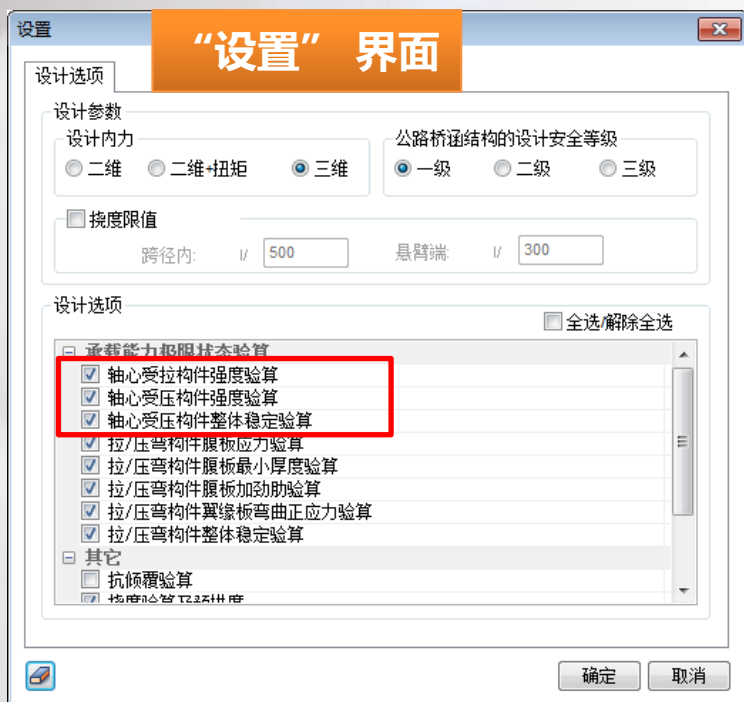 设置
“设置” 界面
设计选项
设计参数
设计内力
公路桥涵结构的设计安全等级
二维 二维+扭矩 三维
一级 二级 三级
挠度限值
跨径内: l/ 500 悬臂端: l/ 300
设计选项
全选/解除全选
承载能力极限状态验算
轴心受拉构件强度验算
轴心受压构件强度验算
轴心受压构件整体稳定验算
拉/压弯构件腹板应力验算
拉/压弯构件腹板最小厚度验算
拉/压弯构件腹板加劲肋验算
拉/压弯构件翼缘板弯曲正应力验算
拉/压弯构件整体稳定验算
其它
抗倾覆验算
挠度验算及预拱度
确定 取消